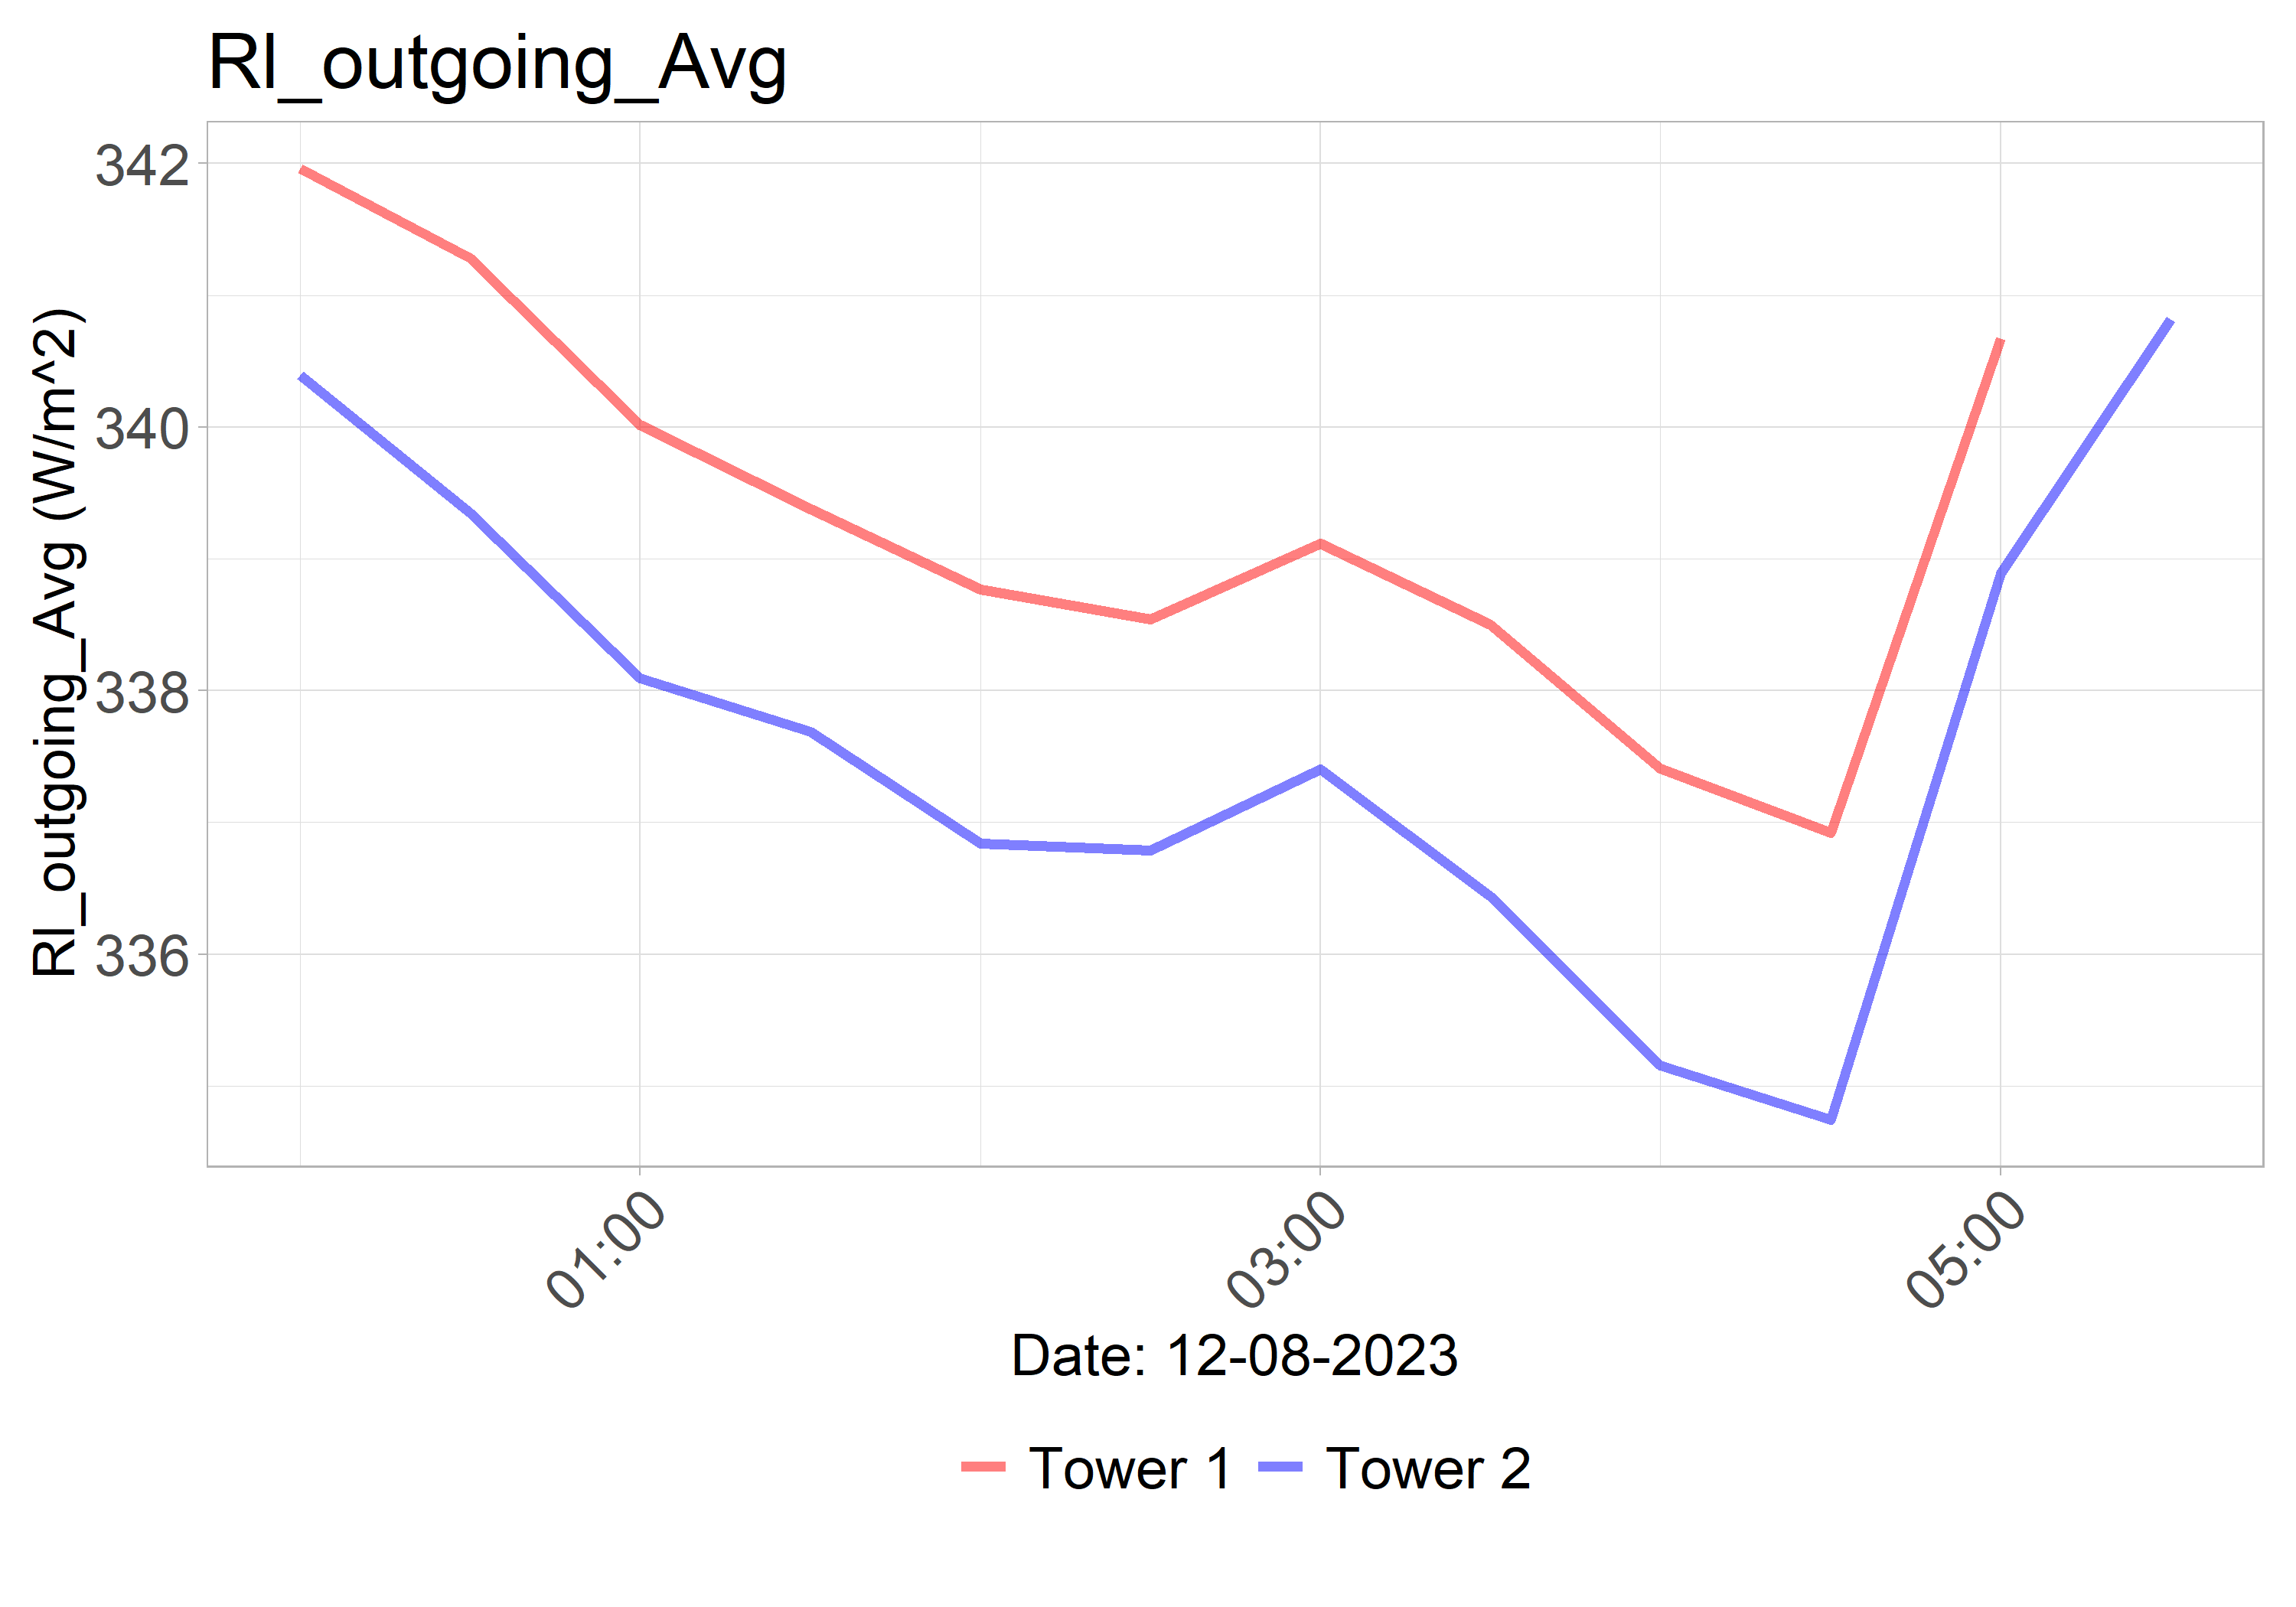 Rl_outgoing_Avg
Rl_outgoing_Avg (W/m^2)
342
340
338
336
01:00
03:00
05:00
Date: 12-08-2023
Tower 1
Tower 2